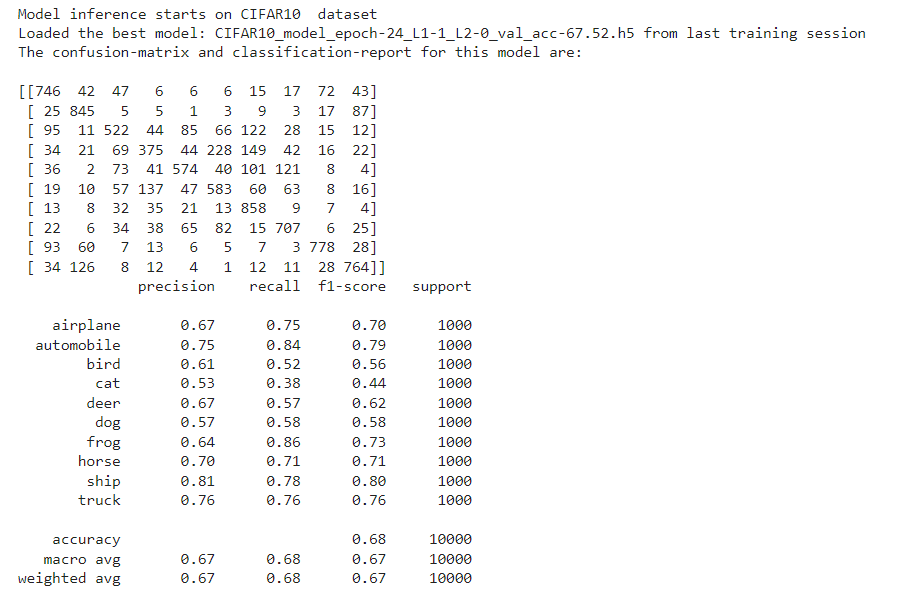 Model inference starts on CIFAR10  dataset
Loaded the best model: CIFAR10_model_epoch-24_L1-1_L2-0_val_acc-67.52.h5 from last training session
The confusion-matrix and classification-report for this model are:
[[746  42  47   6   6   6  15  17  72  43]
 [ 25 845   5   5   1   3   9   3  17  87]
 [ 95  11 522  44  85  66 122  28  15  12]
 [ 34  21  69 375  44 228 149  42  16  22]
 [ 36   2  73  41 574  40 101 121   8   4]
 [ 19  10  57 137  47 583  60  63   8  16]
 [ 13   8  32  35  21  13 858   9   7   4]
 [ 22   6  34  38  65  82  15 707   6  25]
 [ 93  60   7  13   6   5   7   3 778  28]
 [ 34 126   8  12   4   1  12  11  28 764]]
              precision    recall  f1-score   support
    airplane       0.67      0.75      0.70      1000
  automobile       0.75      0.84      0.79      1000
        bird       0.61      0.52      0.56      1000
         cat       0.53      0.38      0.44      1000
        deer       0.67      0.57      0.62      1000
         dog       0.57      0.58      0.58      1000
        frog       0.64      0.86      0.73      1000
       horse       0.70      0.71      0.71      1000
        ship       0.81      0.78      0.80      1000
       truck       0.76      0.76      0.76      1000
    accuracy                           0.68     10000
   macro avg       0.67      0.68      0.67     10000
weighted avg       0.67      0.68      0.67     10000